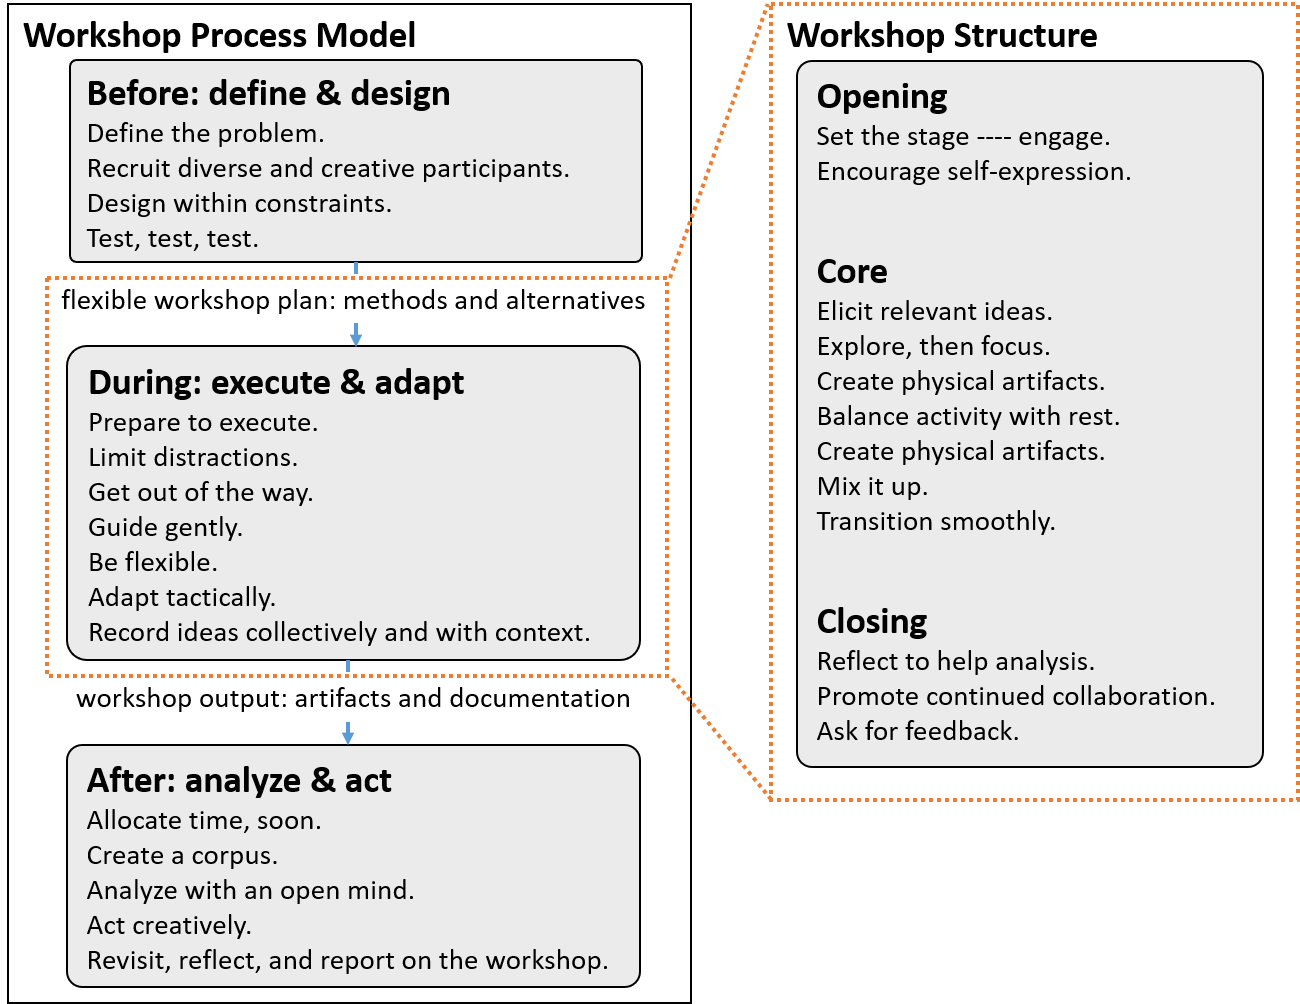 Workshop Process Model
Before: define & design
Define the problem.
Recruit diverse and creative participants.
Design within constraints.
Test, test, test.
flexible workshop plan: methods and alternatives
During: execute & adapt
Prepare to execute.
Limit distractions.
Get out of the way.
Guide gently.
Be flexible.
Adapt tactically.
Record ideas collectively and with context.
workshop output: artifacts and documentation
After: analyze & act
Allocate time, soon.
Create a corpus.
Analyze with an open mind.
Act creatively.
Revisit, reflect, and report on the workshop.
Workshop Structure
Opening
Set the stage ---- engage.
Encourage self-expression.
Core
Elicit relevant ideas.
Explore, then focus.
Create physical artifacts.
Balance activity with rest.
Create physical artifacts.
Mix it up.
Transition smoothly.
Closing
Reflect to help analysis.
Promote continued collaboration.
Ask for feedback.